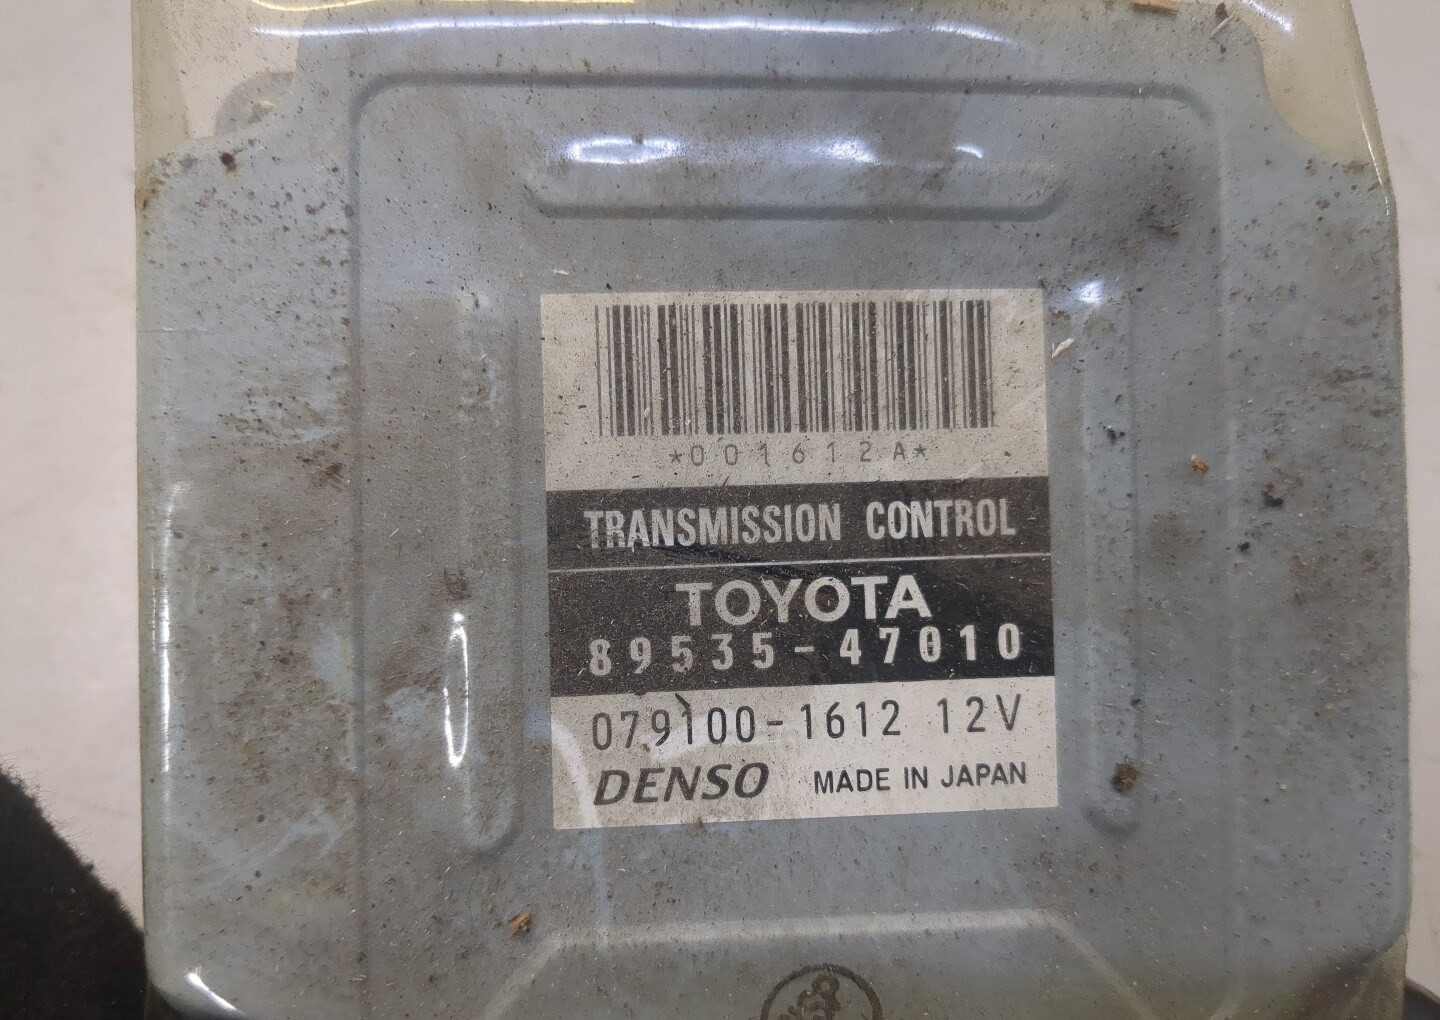 *001612A*
TRANSMISSION CONTROL
TOYOTA
89535-47010
079100-1612 12V
DENSO MADE IN JAPAN